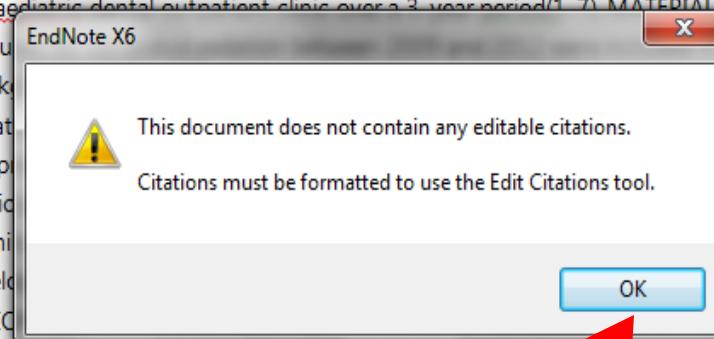 aediatric dental outpatient clinic over a 3-year period(1, 7). MATERIAL
EndNote X6
This document does not contain any editable citations.
Citations must be formatted to use the Edit Citations tool.
OK